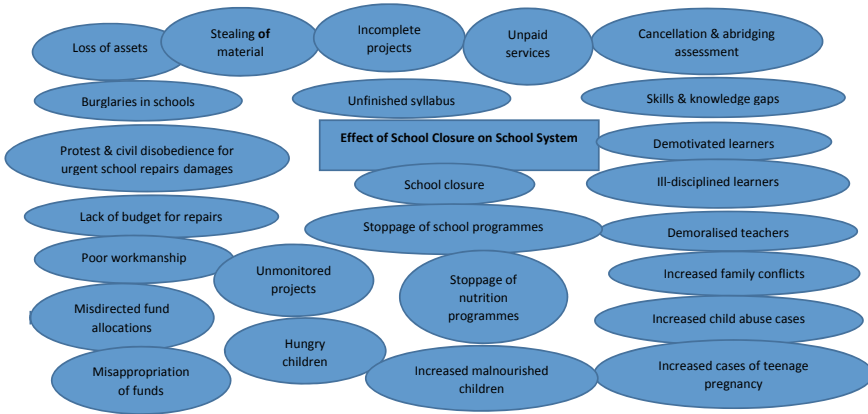 Loss of assets
Stealing of
material
Incomplete
projects
Unpaid
services
Cancellation & abridging
assessment
Burglaries in schools
Unfinished syllabus
Skills & knowledge gaps
Effect of School Closure on School System
Protest & civil disobedience for
urgent school repairs damages
Demotivated learners
School closure
Ill-disciplined learners
Lack of budget for repairs
Stoppage of school programmes
Demoralised teachers
Poor workmanship
Unmonitored
projects
Stoppage of
nutrition
programmes
Increased family conflicts
Misdirected fund
allocations
Increased child abuse cases
Hungry
children
Misappropriation
of funds
Increased malnourished
children
Increased cases of teenage
pregnancy